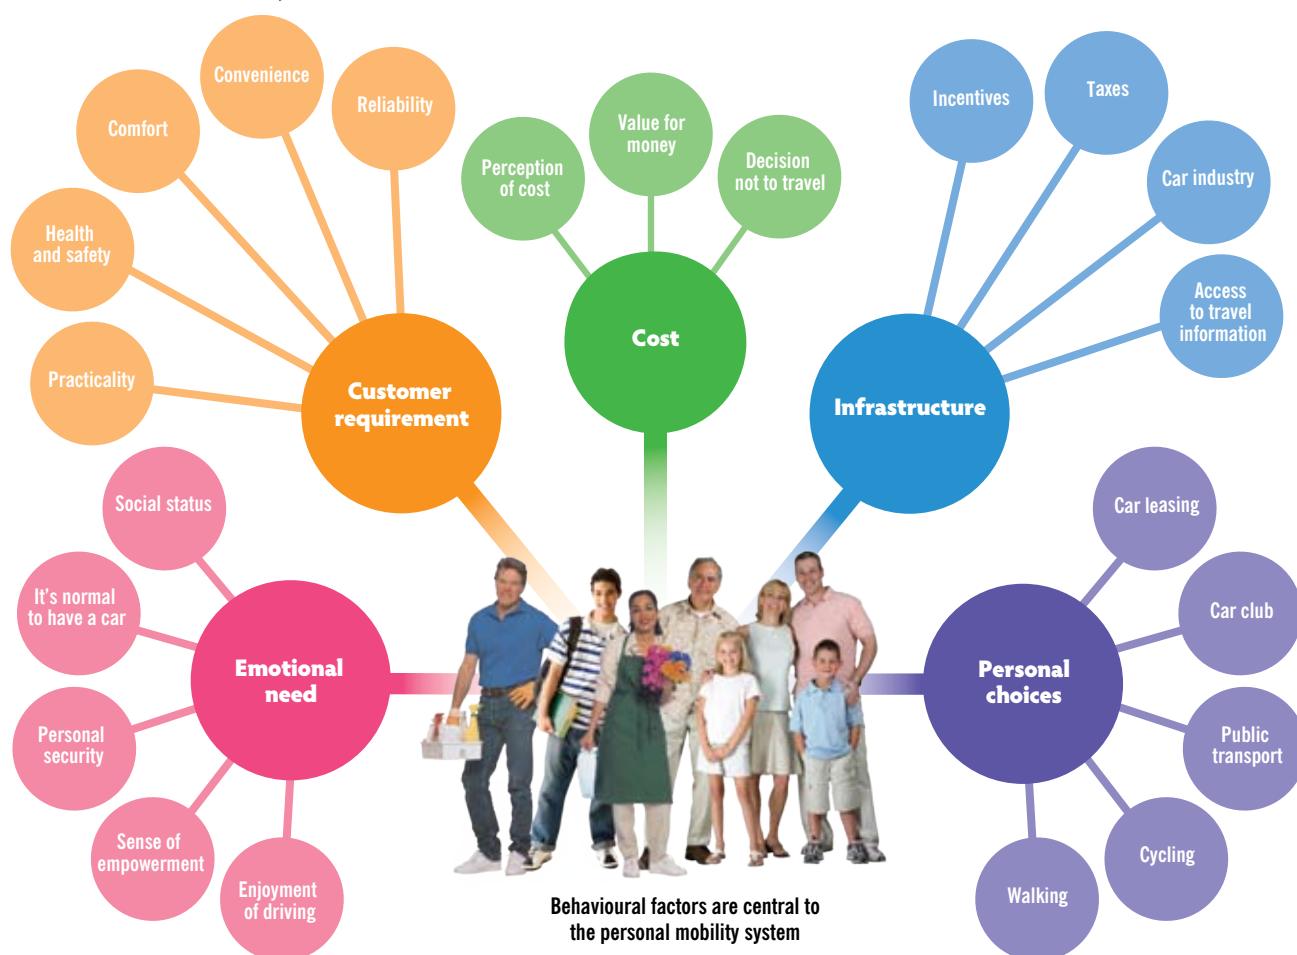 Convenience
Reliability
Comfort
Health
and safety
Practicality
Customer
requirement
Perception
of cost
Value for
money
Decision
not to travel
Cost
Incentives
Taxes
Car industry
Access
to travel
information
Infrastructure
Social status
It's normal
to have a car
Personal
security
Sense of
empowerment
Enjoyment
of driving
Emotional
need
Car leasing
Car club
Public
transport
Cycling
Walking
Personal
choices
Behavioural factors are central to
the personal mobility system